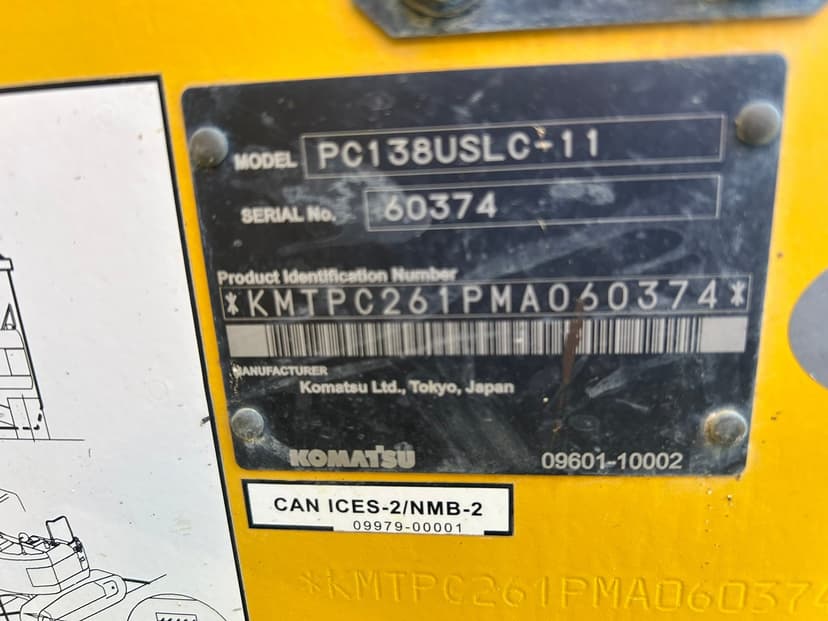 MODEL PC138USLC-11
SERIAL No. 60374
Product Identification Number
*KMTPC261PMA060374*
MANUFACTURER
Komatsu Ltd., Tokyo, Japan
KOMATSU 09601-10002
CAN ICES-2/NMB-2
09979-00001
*KMTPC261PMA060374